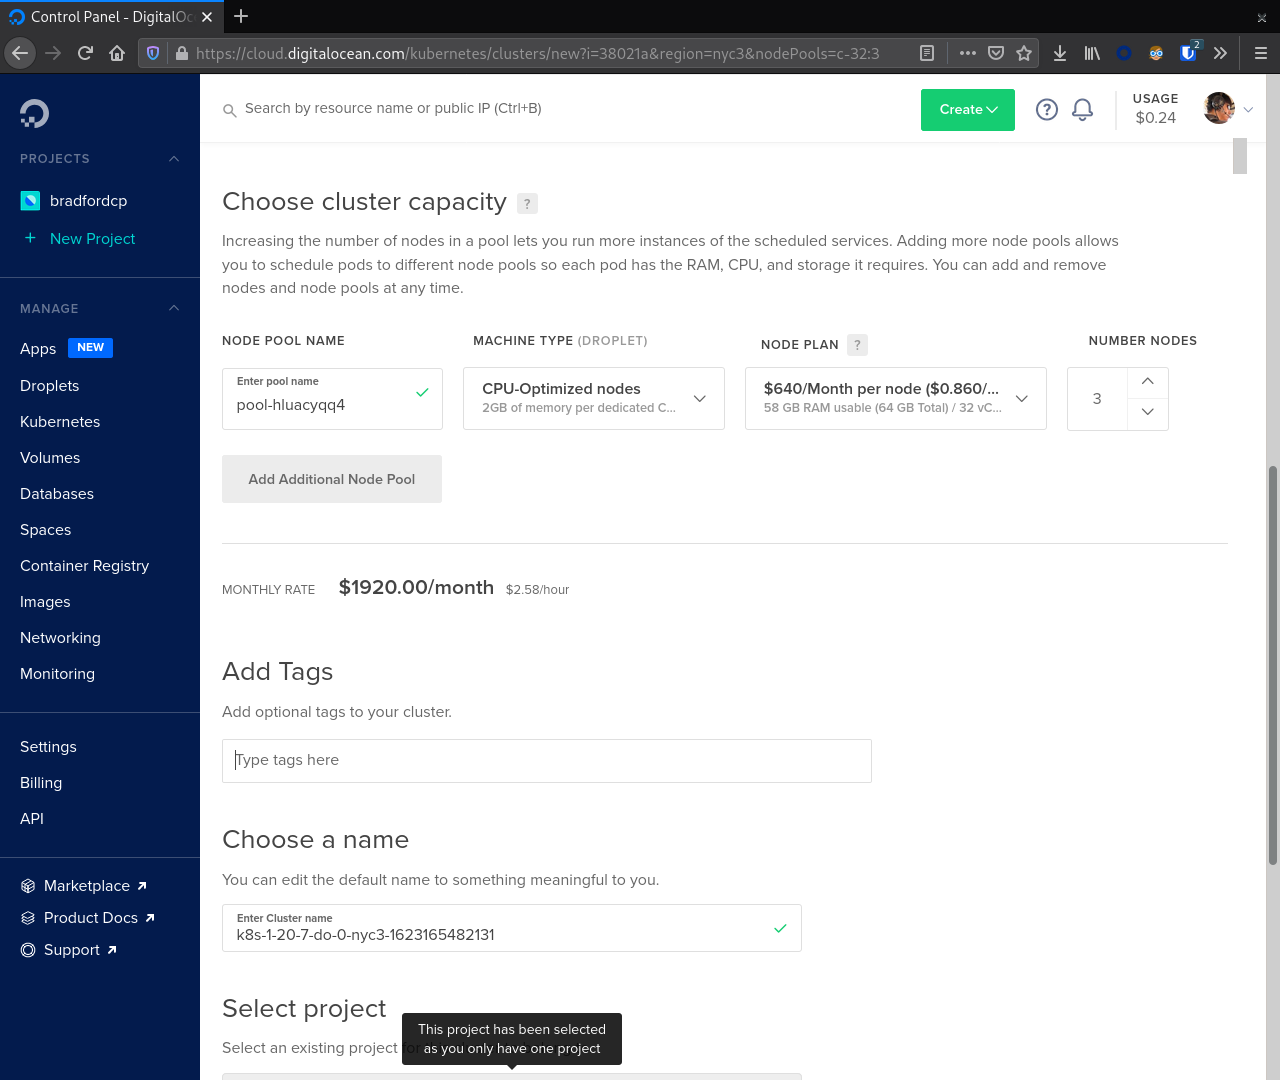 Control Panel - DigitalOc
https://cloud.digitalocean.com/kubernetes/clusters/new?i=38021a&region=nyc3&nodePools=c-32:3
2
Search by resource name or public IP (Ctrl+B)
Create
?
USAGE
$0.24
PROJECTS
bradfordcp
+ New Project
MANAGE
Apps NEW
Droplets
Kubernetes
Volumes
Databases
Spaces
Container Registry
Images
Networking
Monitoring
Settings
Billing
API
Marketplace
Product Docs
Support
Choose cluster capacity ?
Increasing the number of nodes in a pool lets you run more instances of the scheduled services. Adding more node pools allows
you to schedule pods to different node pools so each pod has the RAM, CPU, and storage it requires. You can add and remove
nodes and node pools at any time.
NODE POOL NAME
MACHINE TYPE (DROPLET)
NODE PLAN ?
NUMBER NODES
Enter pool name
pool-hluacyqq4
CPU-Optimized nodes
2GB of memory per dedicated C...
$640/Month per node ($0.860/...
58 GB RAM usable (64 GB Total) / 32 vC...
3
Add Additional Node Pool
MONTHLY RATE $1920.00/month $2.58/hour
Add Tags
Add optional tags to your cluster.
Type tags here
Choose a name
You can edit the default name to something meaningful to you.
Enter Cluster name
k8s-1-20-7-do-0-nyc3-1623165482131
Select project
This project has been selected
as you only have one project
Select an existing project